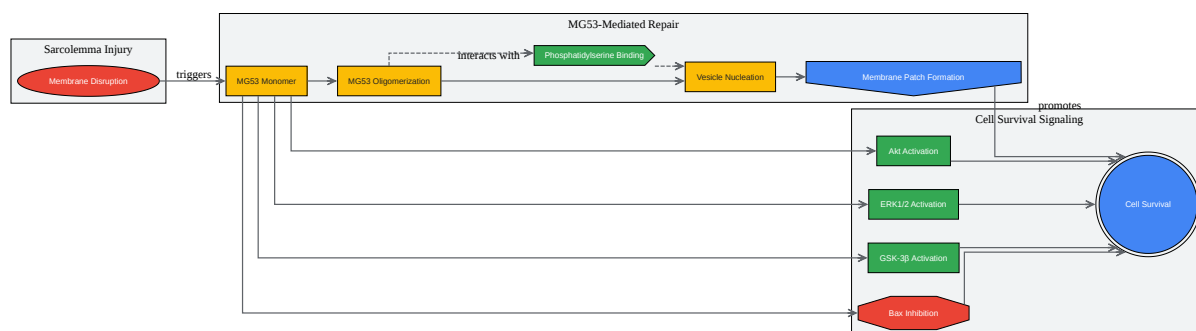 MG53-Mediated Repair
Sarcolemma Injury
Membrane Disruption
triggers
MG53 Monomer
MG53 Oligomerization
interacts with
Phosphatidylserine Binding
Vesicle Nucleation
Membrane Patch Formation
promotes
Cell Survival Signaling
Akt Activation
ERK1/2 Activation
GSK-3β Activation
Bax Inhibition
Cell Survival